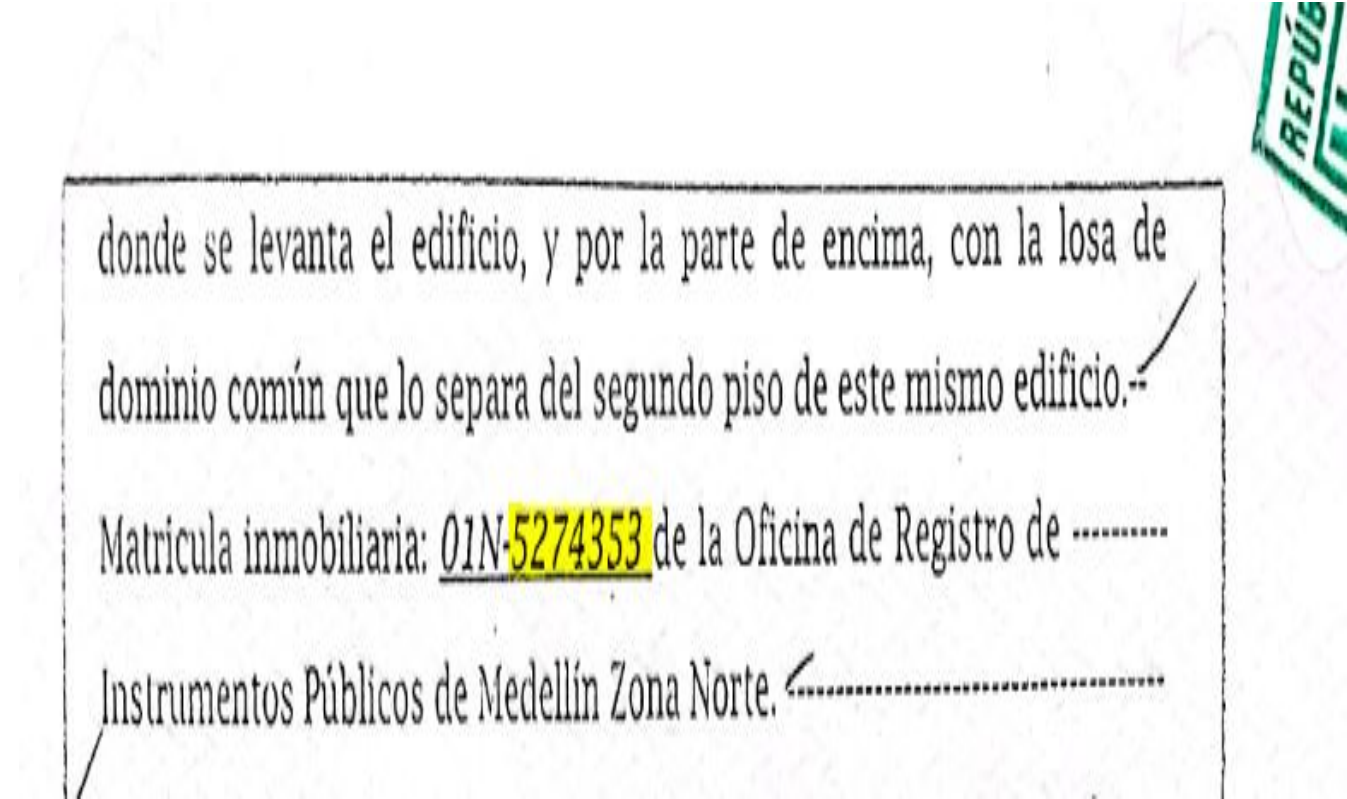 REPÚB
donde se levanta el edificio, y por la parte de encima, con la losa de
dominio común que lo separa del segundo piso de este mismo edificio.--
Matrícula inmobiliaria: 01N-5274353 de la Oficina de Registro de --------
Instrumentos Públicos de Medellín Zona Norte. ----------------------------